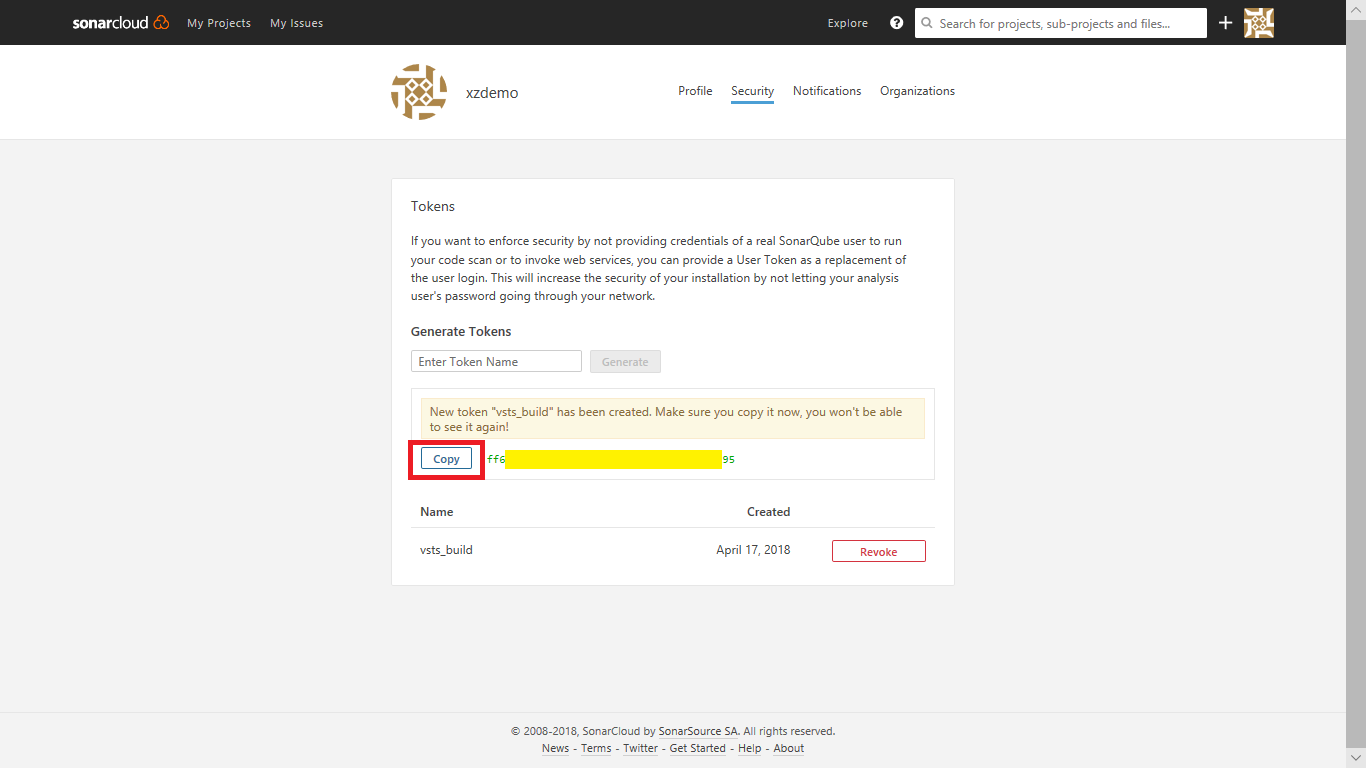 sonarcloud My Projects My Issues Explore ? Search for projects, sub-projects and files... +
xzdemo Profile Security Notifications Organizations
Tokens
If you want to enforce security by not providing credentials of a real SonarQube user to run
your code scan or to invoke web services, you can provide a User Token as a replacement of
the user login. This will increase the security of your installation by not letting your analysis
user's password going through your network.
Generate Tokens
Enter Token Name Generate
New token "vsts_build" has been created. Make sure you copy it now, you won't be able
to see it again!
Copy ff6 95
Name Created
vsts_build April 17, 2018 Revoke
© 2008-2018, SonarCloud by SonarSource SA. All rights reserved.
News - Terms - Twitter - Get Started - Help - About